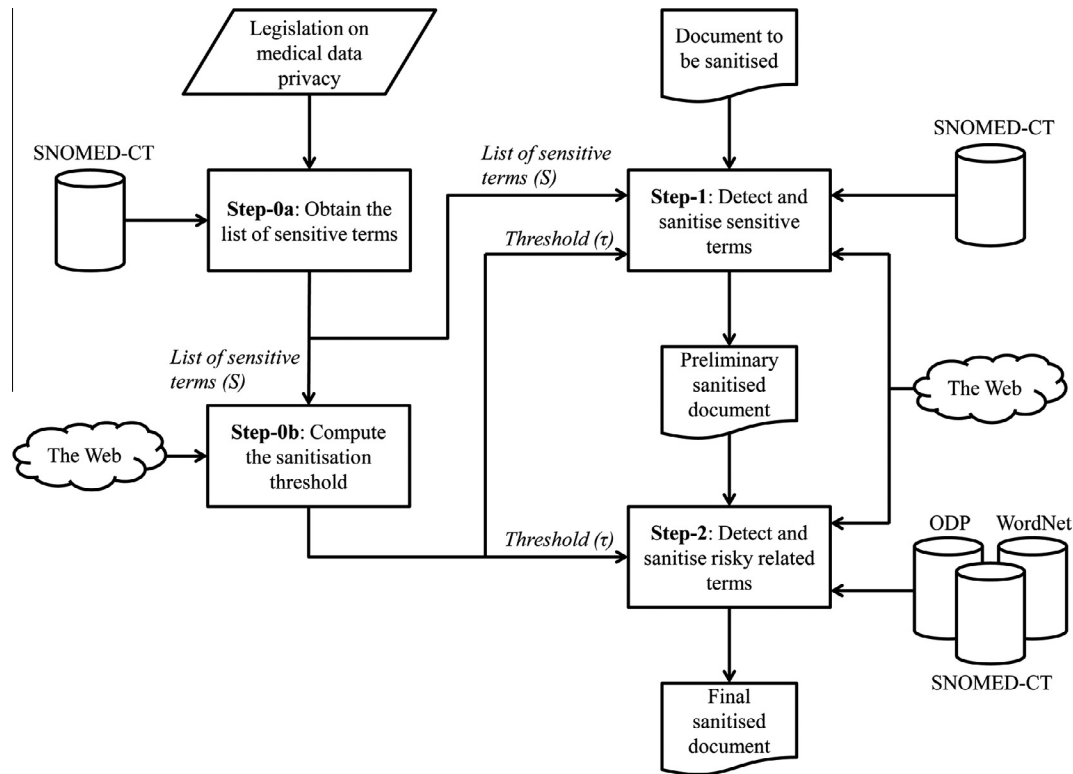 Legislation on
medical data
privacy
Document to
be sanitised
SNOMED-CT
Step-0a: Obtain the
list of sensitive terms
List of sensitive
terms (S)
Step-1: Detect and
sanitise sensitive
terms
SNOMED-CT
Threshold (τ)
List of sensitive
terms (S)
Preliminary
sanitised
document
The Web
The Web
Step-0b: Compute
the sanitisation
threshold
Threshold (τ)
Step-2: Detect and
sanitise risky related
terms
ODP
WordNet
SNOMED-CT
Final
sanitised
document